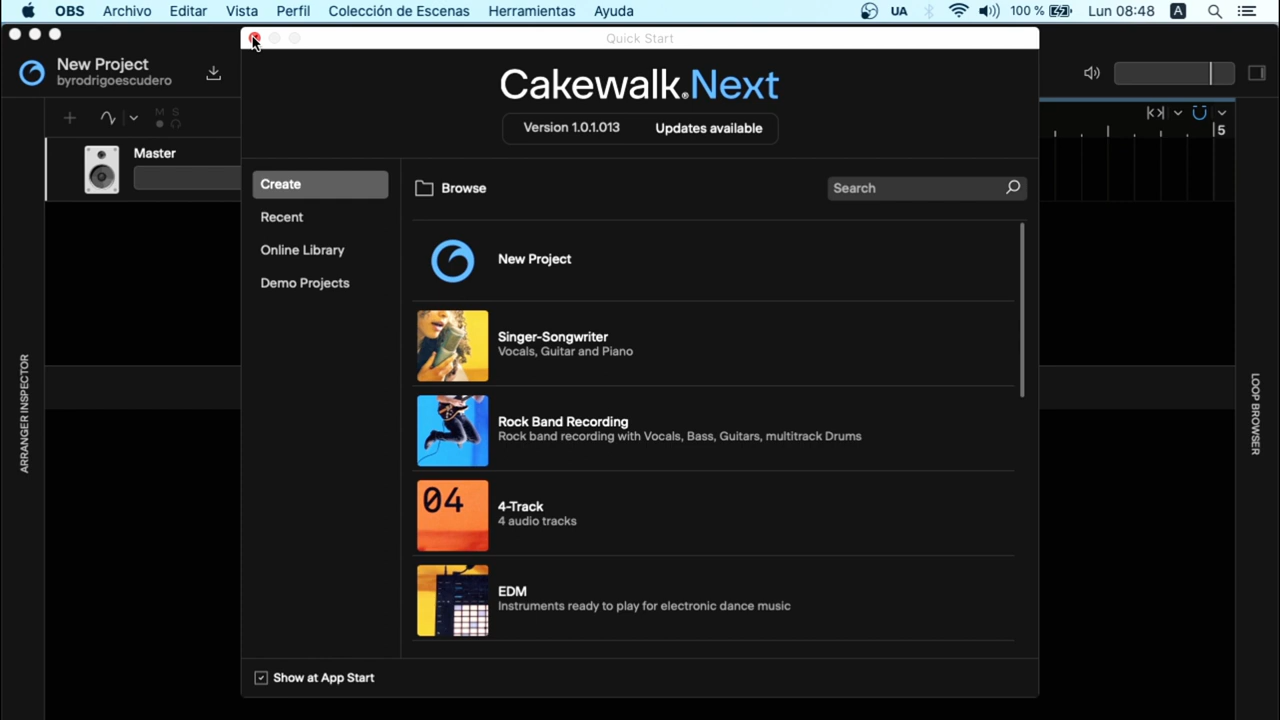 OBS Archivo Editar Vista Perfil Colección de Escenas Herramientas Ayuda UA 100 % Lun 08:48 A
Quick Start
New Project
byrodrigoescudero
Cakewalk.Next
Version 1.0.1.013 Updates available
M S
5
Master
Create
Recent
Online Library
Demo Projects
Browse
Search
New Project
Singer-Songwriter
Vocals, Guitar and Piano
Rock Band Recording
Rock band recording with Vocals, Bass, Guitars, multitrack Drums
04
4-Track
4 audio tracks
EDM
Instruments ready to play for electronic dance music
Show at App Start
ARRANGER INSPECTOR
LOOP BROWSER